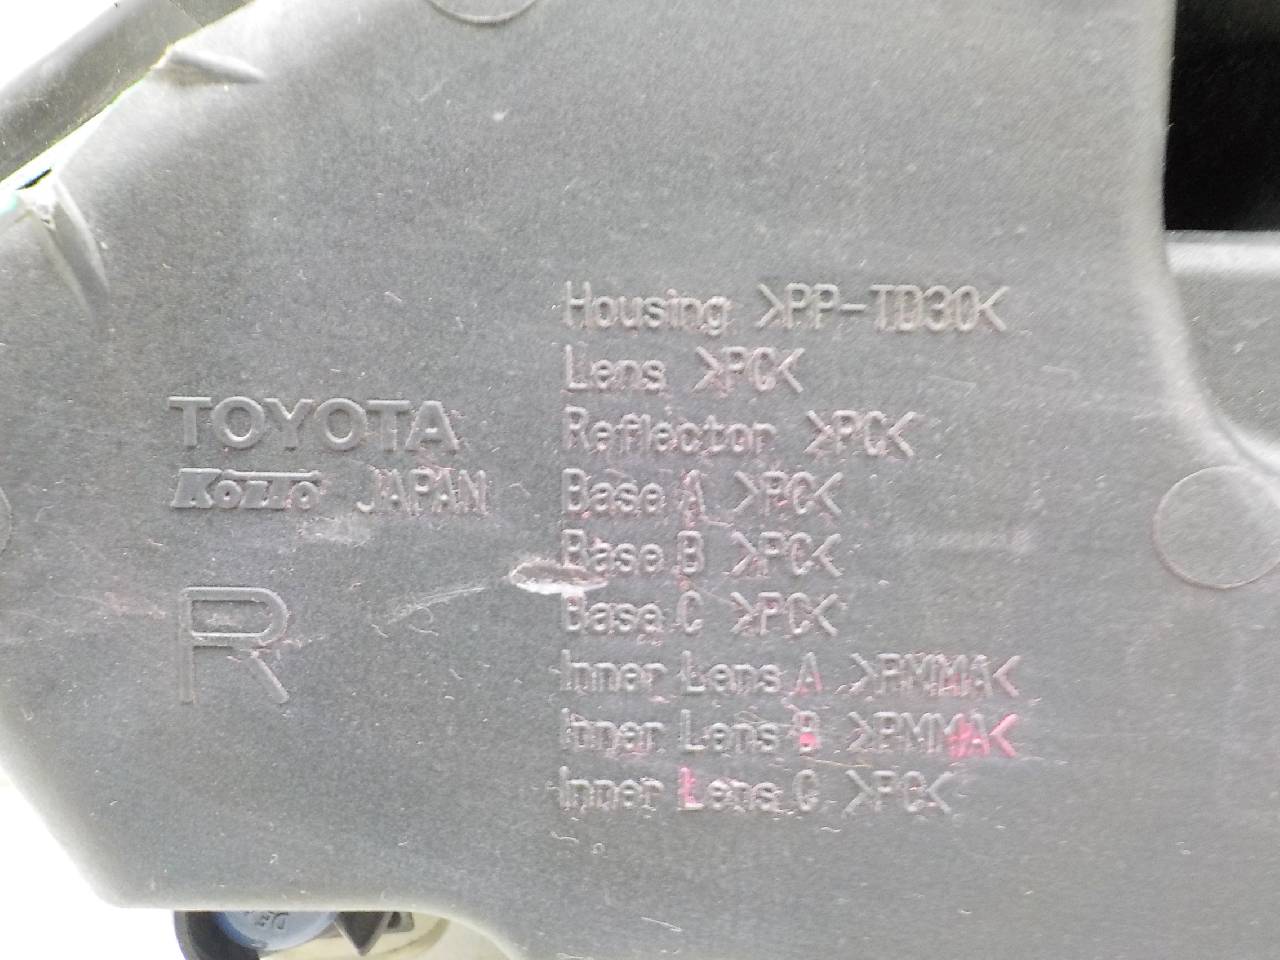 TOYOTA
KOITO JAPAN
R
Housing >PP-TD30<
Lens >PC<
Reflector >PC<
Base A >PC<
Base B >PC<
Base C >PC<
Inner Lens A >PMMA<
Inner Lens B >PMMA<
Inner Lens C >PC<